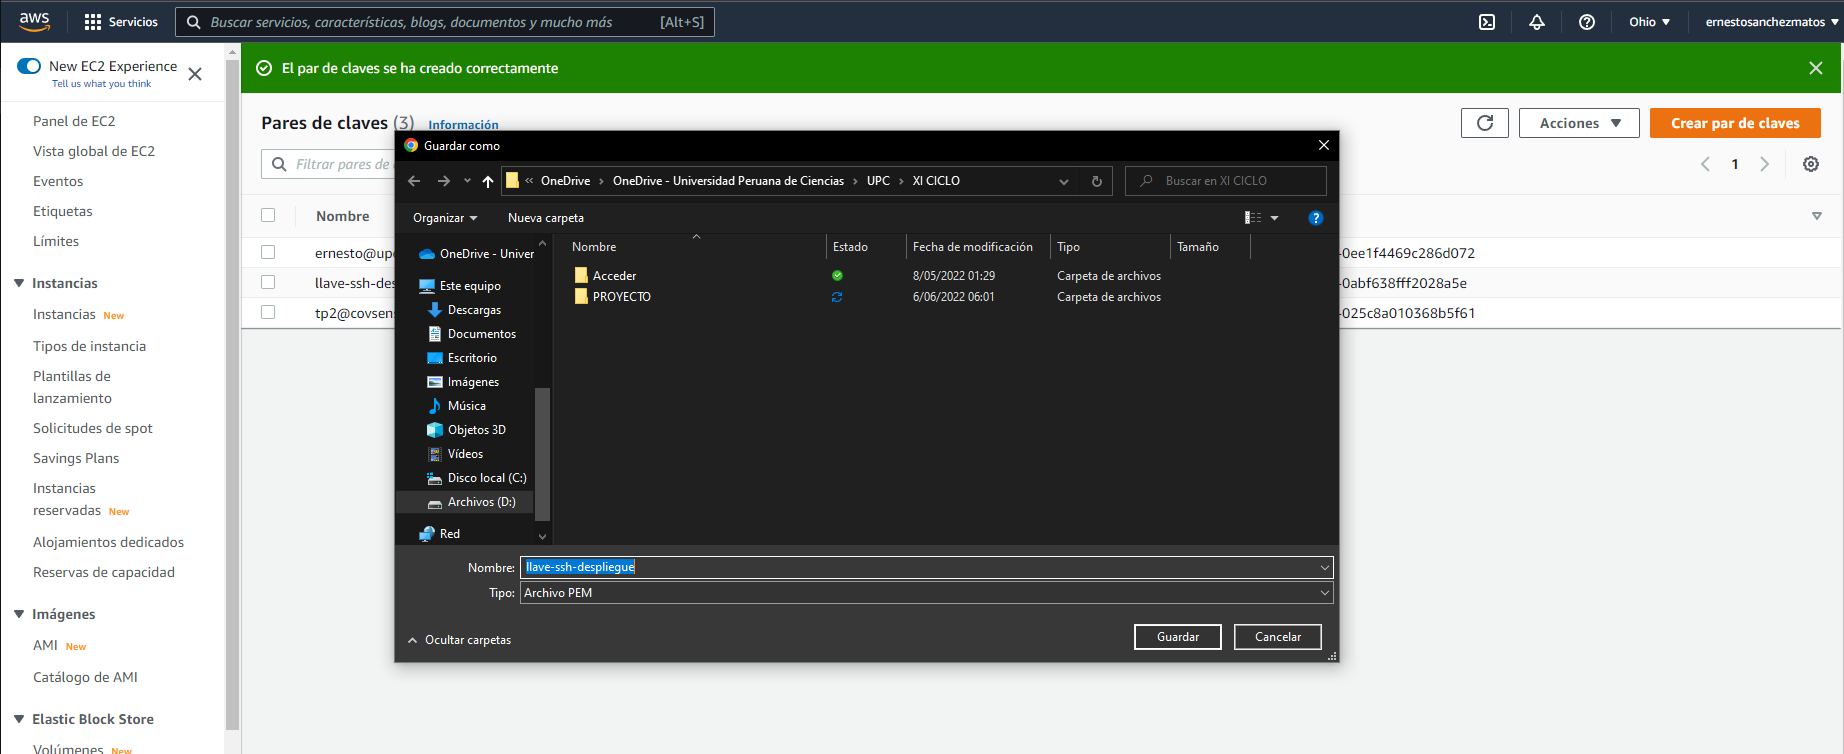 aws
Servicios
Buscar servicios, características, blogs, documentos y mucho más [Alt+S]
Ohio
ernestosanchezmatos
New EC2 Experience
Tell us what you think
El par de claves se ha creado correctamente
Panel de EC2
Vista global de EC2
Eventos
Etiquetas
Límites
Instancias
Instancias New
Tipos de instancia
Plantillas de
lanzamiento
Solicitudes de spot
Savings Plans
Instancias
reservadas New
Alojamientos dedicados
Reservas de capacidad
Imágenes
AMI New
Catálogo de AMI
Elastic Block Store
Volúmenes New
Pares de claves (3) Información
Acciones
Crear par de claves
Filtrar pares de
1
Nombre
ernesto@upc
-0ee1f4469c286d072
llave-ssh-des
-0abf638fff2028a5e
tp2@covsens
-025c8a010368b5f61
Guardar como
« OneDrive › OneDrive - Universidad Peruana de Ciencias › UPC › XI CICLO
Buscar en XI CICLO
Organizar
Nueva carpeta
OneDrive - Univer
Este equipo
Descargas
Documentos
Escritorio
Imágenes
Música
Objetos 3D
Vídeos
Disco local (C:)
Archivos (D:)
Red
Nombre Estado Fecha de modificación Tipo Tamaño
Acceder 8/05/2022 01:29 Carpeta de archivos
PROYECTO 6/06/2022 06:01 Carpeta de archivos
Nombre: llave-ssh-despliegue
Tipo: Archivo PEM
Ocultar carpetas
Guardar
Cancelar